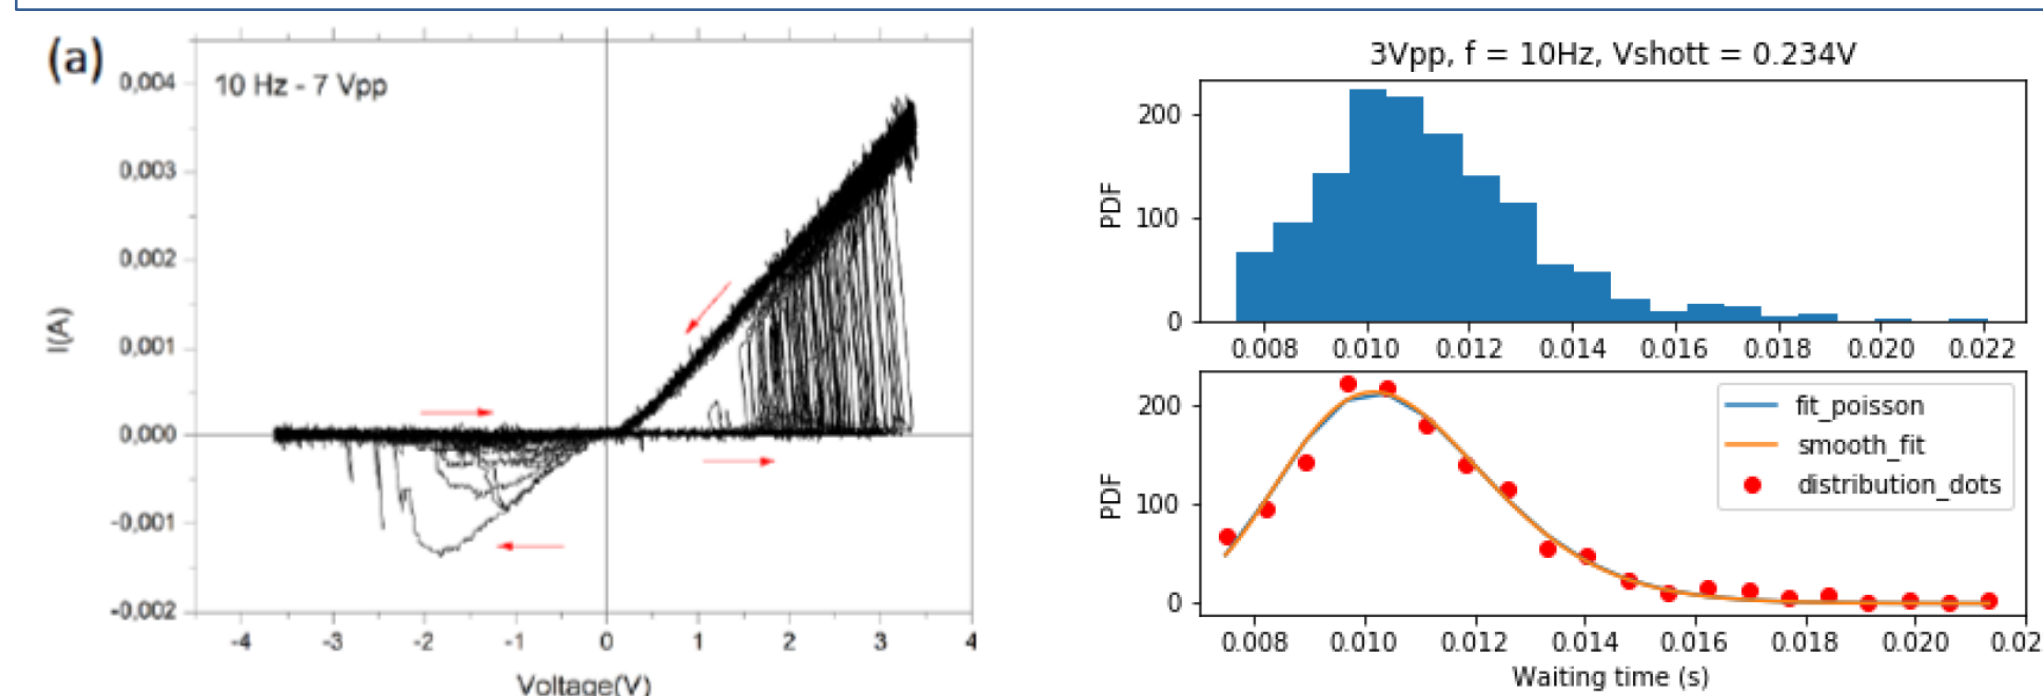 (a)
10 Hz - 7 Vpp
0,004
0,003
0,002
0,001
0,000
-0,001
-0,002
I(A)
-4 -3 -2 -1 0 1 2 3 4
Voltage(V)
3Vpp, f = 10Hz, Vshott = 0.234V
200
100
0
PDF
0.008 0.010 0.012 0.014 0.016 0.018 0.020 0.022
200
100
0
PDF
fit_poisson
smooth_fit
distribution_dots
0.008 0.010 0.012 0.014 0.016 0.018 0.020 0.02
Waiting time (s)